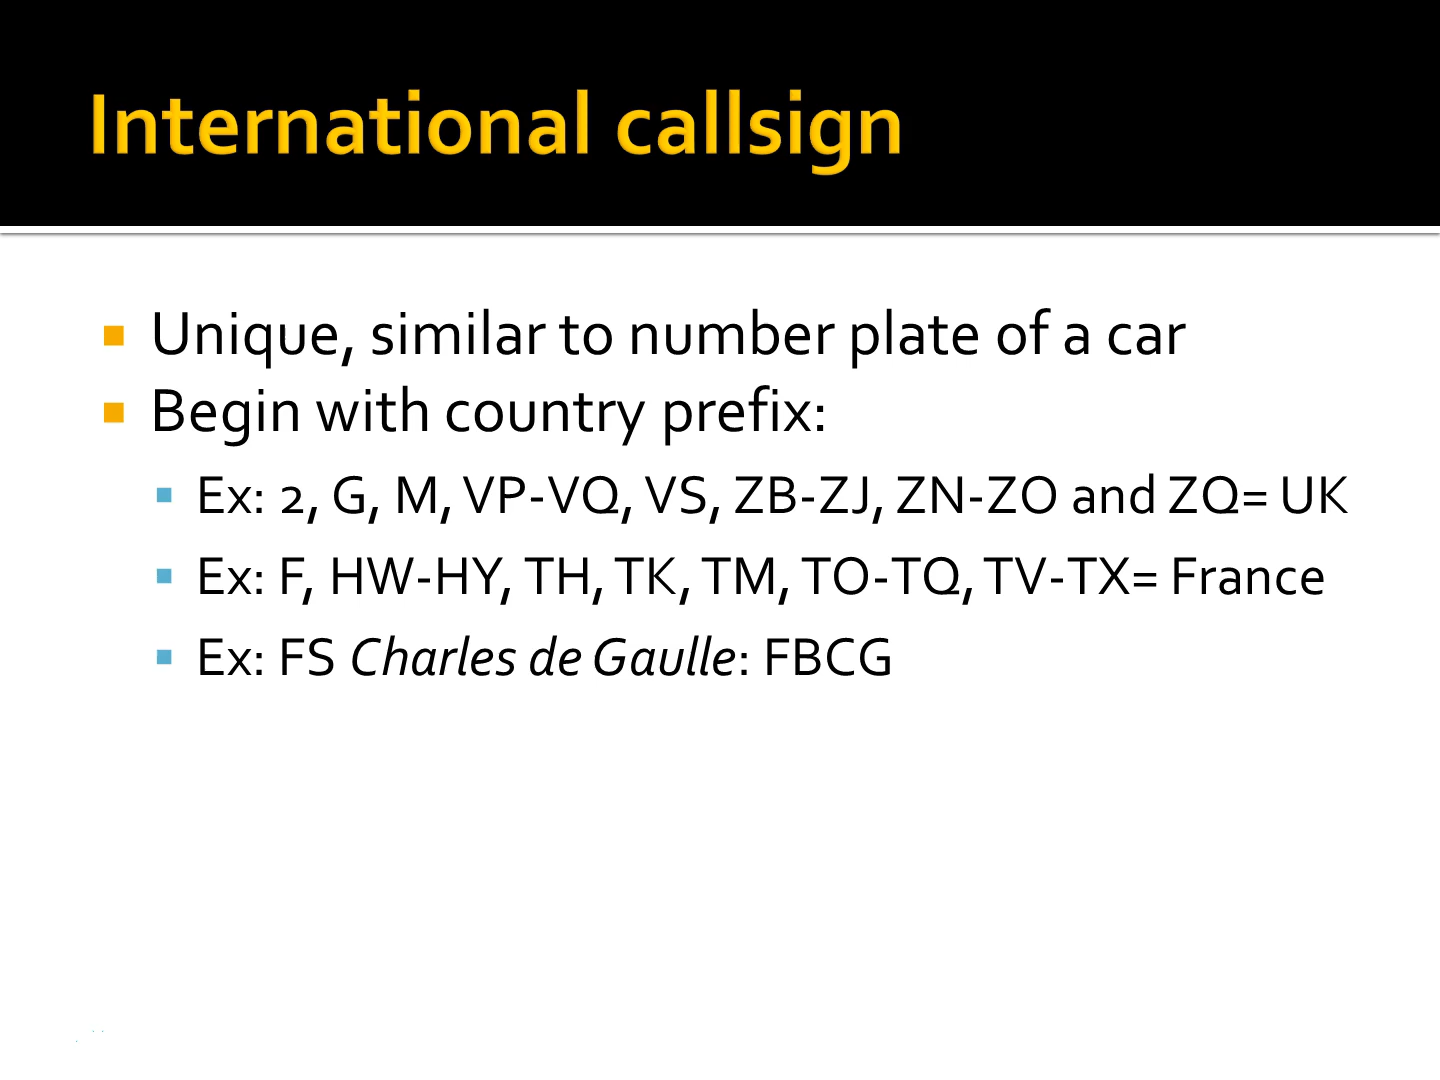 International callsign
Unique, similar to number plate of a car
Begin with country prefix:
Ex: 2, G, M, VP-VQ, VS, ZB-ZJ, ZN-ZO and ZQ= UK
Ex: F, HW-HY, TH, TK, TM, TO-TQ, TV-TX= France
Ex: FS Charles de Gaulle: FBCG